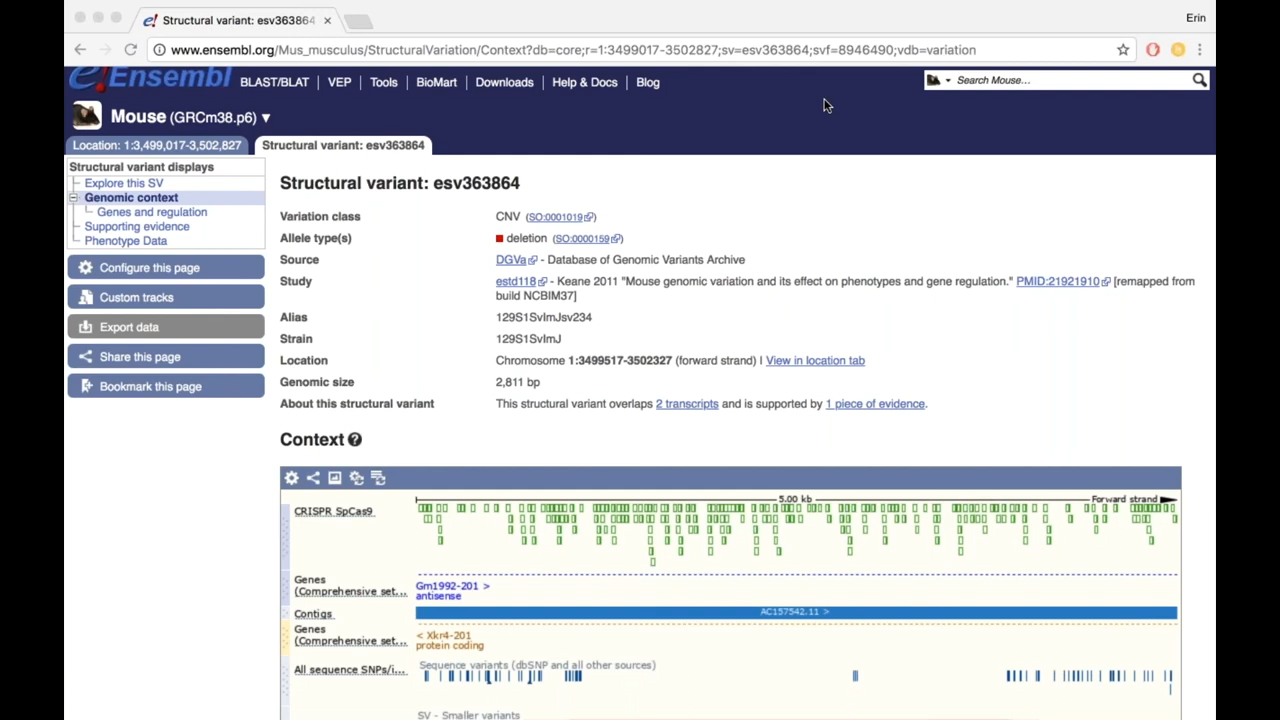 Structural variant: esv363864
Erin
www.ensembl.org/Mus_musculus/StructuralVariation/Context?db=core;r=1:3499017-3502827;sv=esv363864;svf=8946490;vdb=variation
e!Ensembl BLAST/BLAT | VEP | Tools | BioMart | Downloads | Help & Docs | Blog
Search Mouse...
Mouse (GRCm38.p6) ▼
Location: 1:3,499,017-3,502,827
Structural variant: esv363864
Structural variant displays
Explore this SV
Genomic context
Genes and regulation
Supporting evidence
Phenotype Data
Configure this page
Custom tracks
Export data
Share this page
Bookmark this page
Structural variant: esv363864
Variation class CNV (SO:0001019)
Allele type(s) deletion (SO:0000159)
Source DGVa - Database of Genomic Variants Archive
Study estd118 - Keane 2011 "Mouse genomic variation and its effect on phenotypes and gene regulation." PMID:21921910 [remapped from
build NCBIM37]
Alias 129S1SvImJsv234
Strain 129S1SvImJ
Location Chromosome 1:3499517-3502327 (forward strand) | View in location tab
Genomic size 2,811 bp
About this structural variant This structural variant overlaps 2 transcripts and is supported by 1 piece of evidence.
Context ?
5.00 kb Forward strand
CRISPR SpCas9
Genes
(Comprehensive set...
Gm1992-201 >
antisense
Contigs AC157542.11 >
Genes
(Comprehensive set...
< Xkr4-201
protein coding
All sequence SNPs/i... Sequence variants (dbSNP and all other sources)
SV - Smaller variants